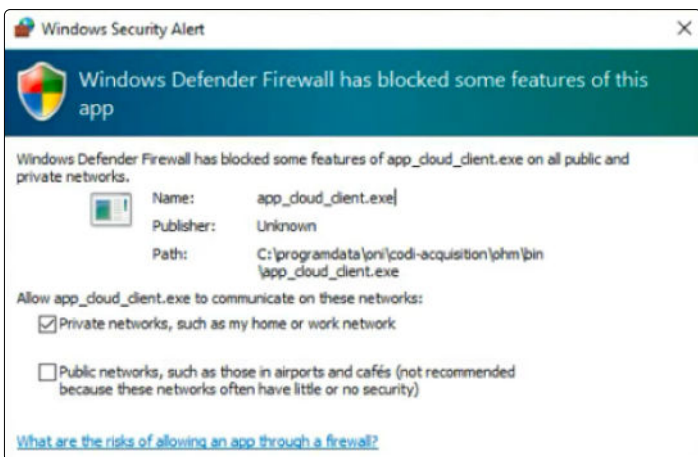 Windows Security Alert
Windows Defender Firewall has blocked some features of this
app
Windows Defender Firewall has blocked some features of app_cloud_client.exe on all public and
private networks.
Name: app_cloud_client.exe
Publisher: Unknown
Path: C:\programdata\oni\codi-acquisition\ohm\bin
\app_cloud_client.exe
Allow app_cloud_client.exe to communicate on these networks:
Private networks, such as my home or work network
Public networks, such as those in airports and cafés (not recommended
because these networks often have little or no security)
What are the risks of allowing an app through a firewall?